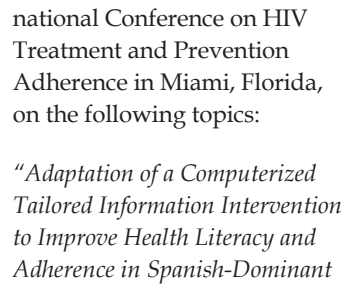 national Conference on HIV
Treatment and Prevention
Adherence in Miami, Florida,
on the following topics:
“Adaptation of a Computerized
Tailored Information Intervention
to Improve Health Literacy and
Adherence in Spanish-Dominant